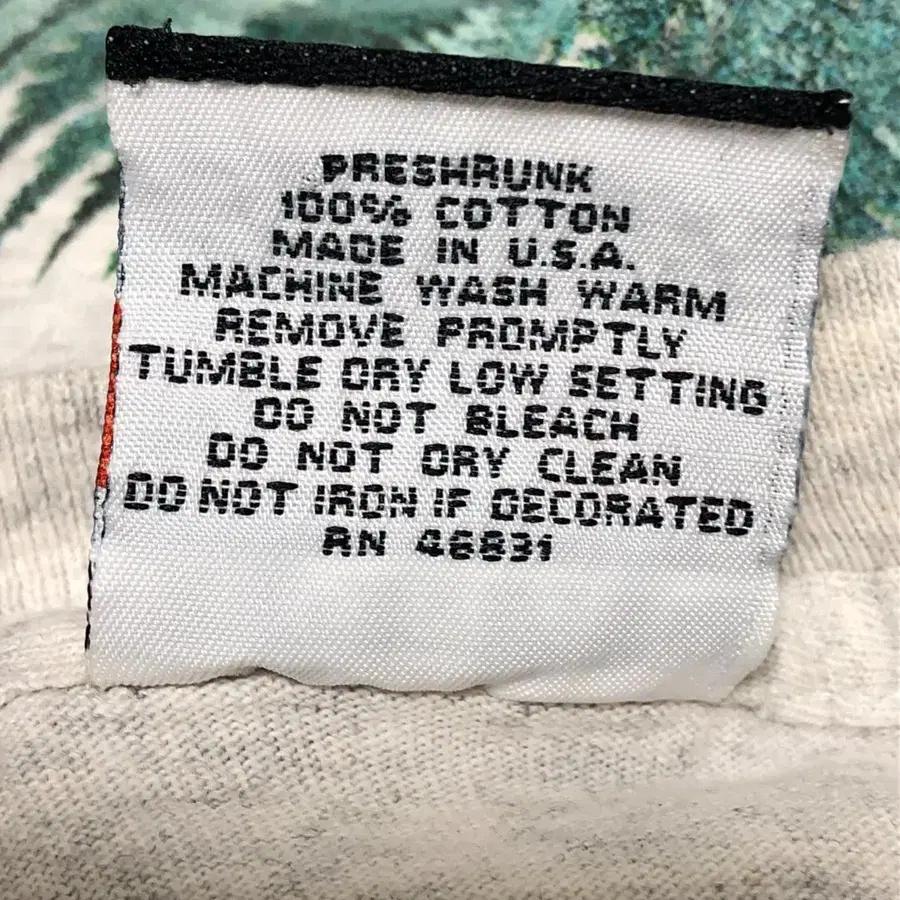 PRESHRUNK
100% COTTON
MADE IN U.S.A.
MACHINE WASH WARM
REMOVE PROMPTLY
TUMBLE DRY LOW SETTING
DO NOT BLEACH
DO NOT DRY CLEAN
DO NOT IRON IF DECORATED
RN 46831